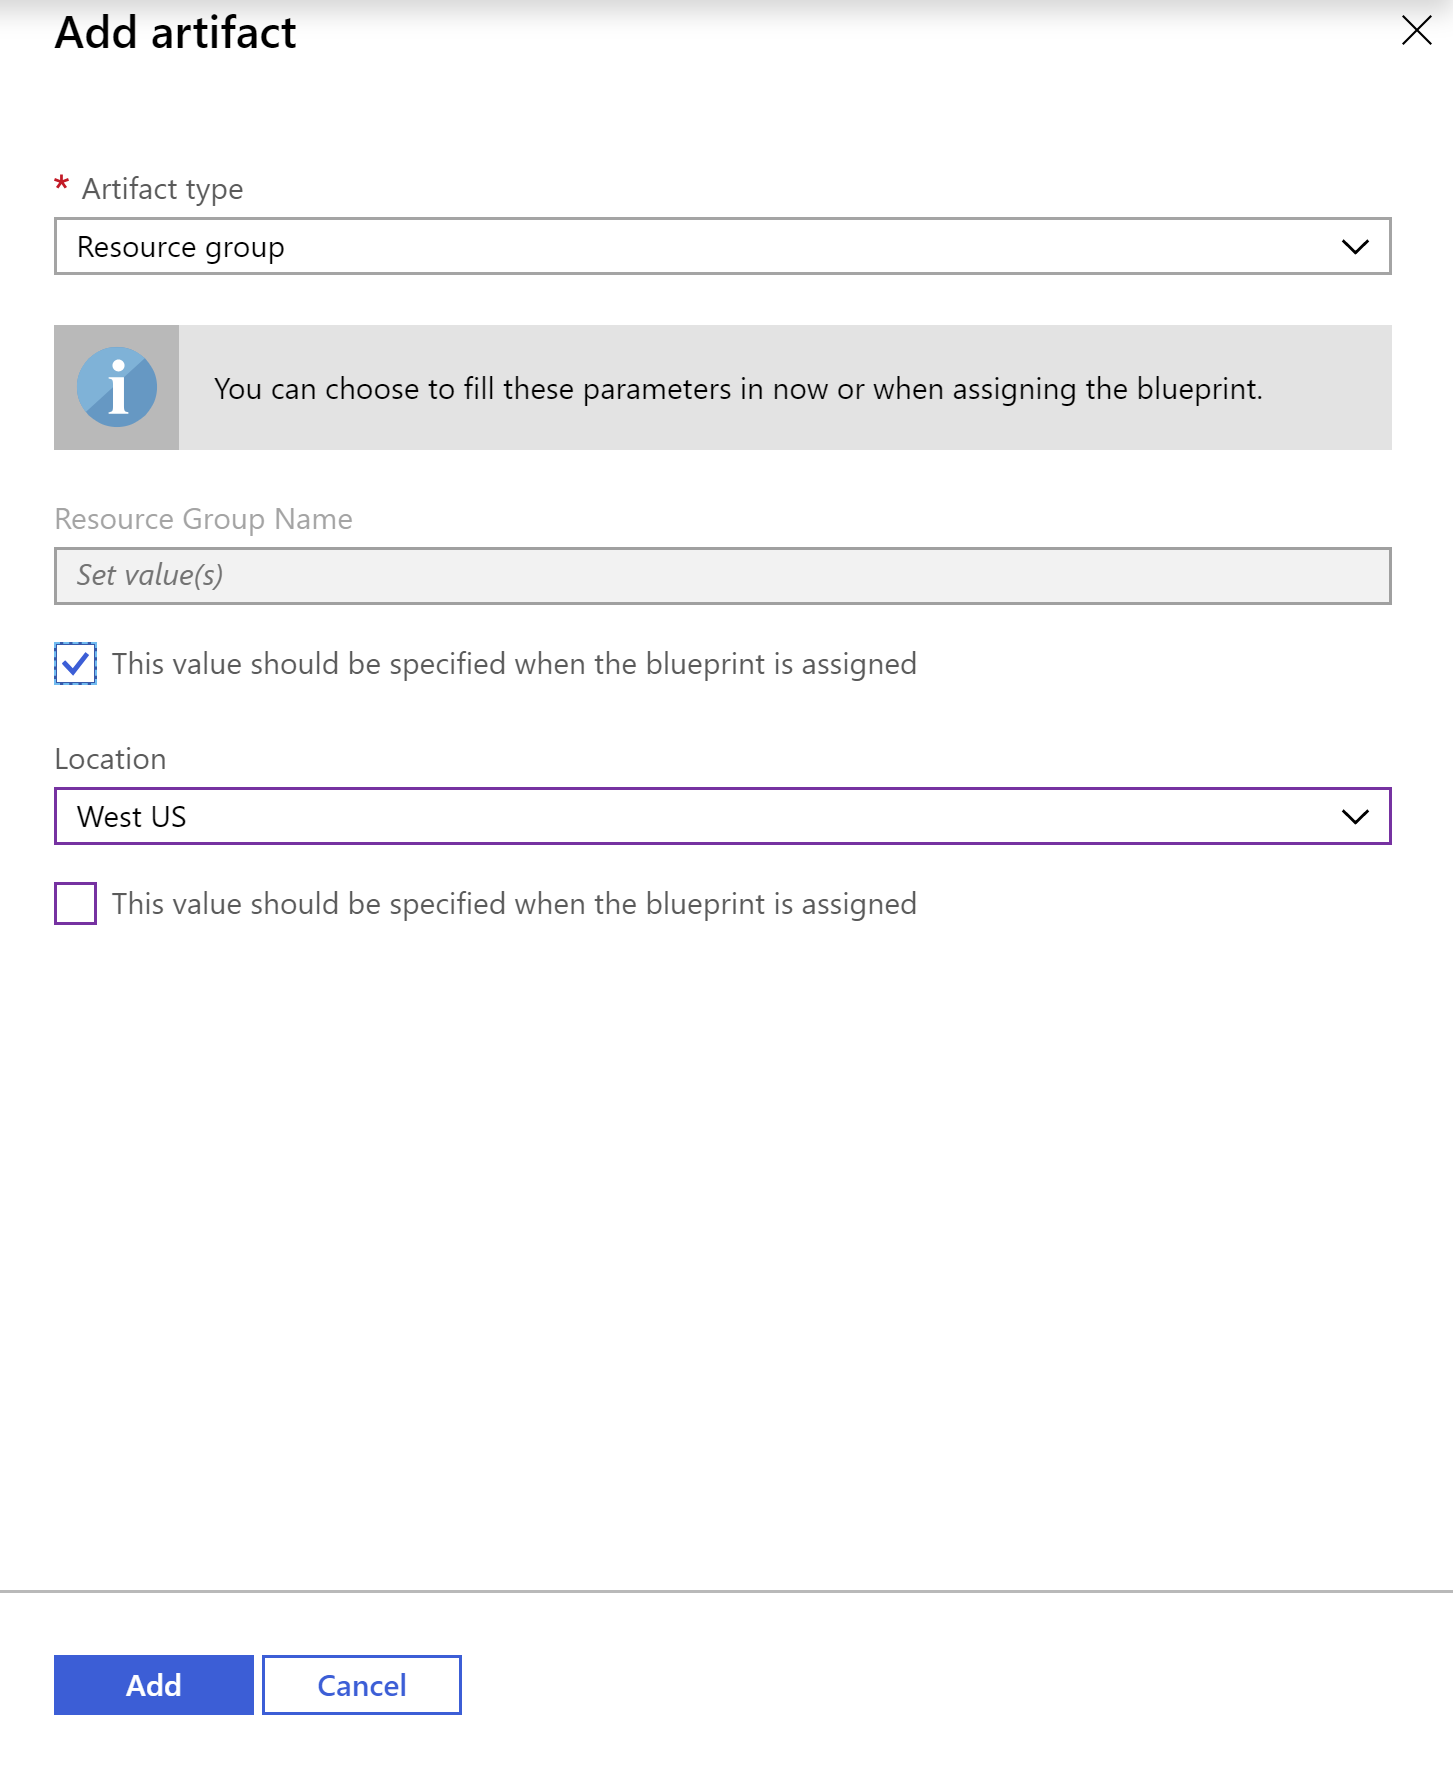 Add artifact
* Artifact type
Resource group
You can choose to fill these parameters in now or when assigning the blueprint.
Resource Group Name
Set value(s)
This value should be specified when the blueprint is assigned
Location
West US
This value should be specified when the blueprint is assigned
Add Cancel